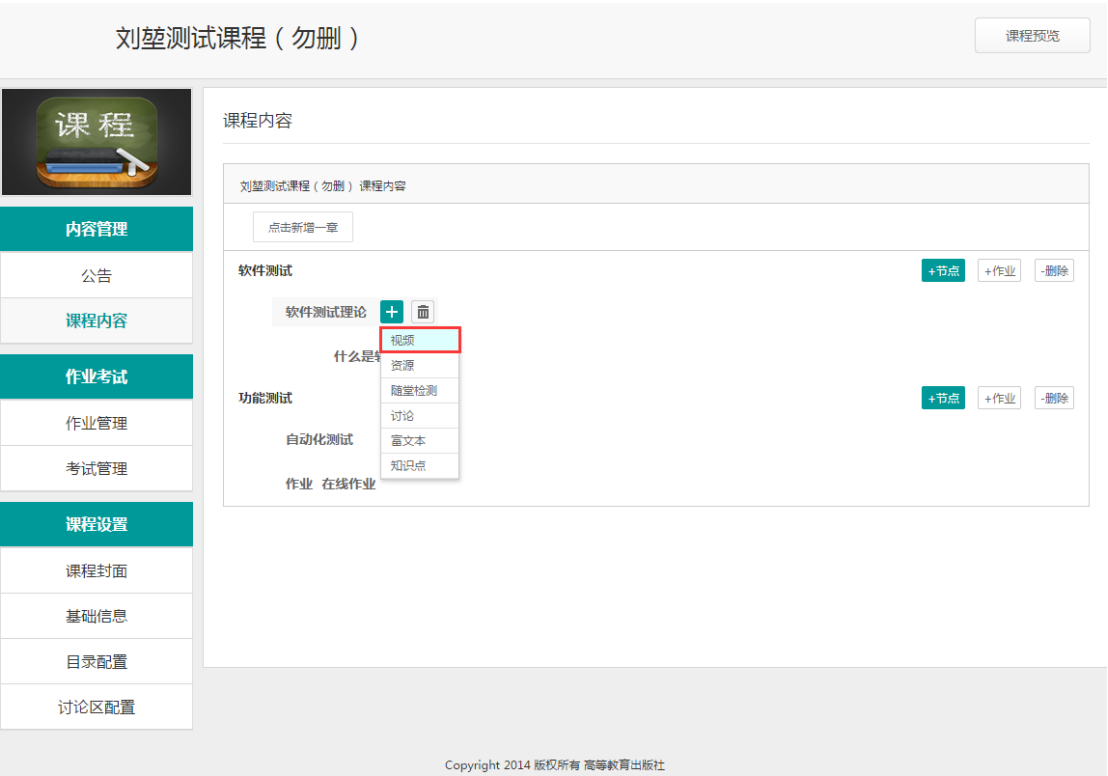 刘堃测试课程（勿删）
课程预览
课程
内容管理
公告
课程内容
作业考试
作业管理
考试管理
课程设置
课程封面
基础信息
目录配置
讨论区配置
课程内容
刘堃测试课程（勿删） 课程内容
点击新增一章
软件测试 +节点 +作业 -删除
软件测试理论
视频
什么是
资源
随堂检测
功能测试 +节点 +作业 -删除
讨论
自动化测试
富文本
知识点
作业 在线作业
Copyright 2014 版权所有 高等教育出版社